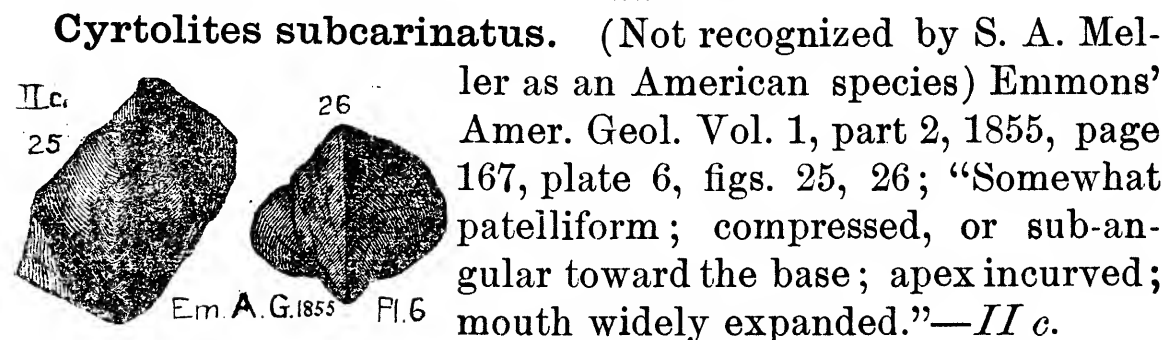 Cyrtolites subcarinatus. (Not recognized by S. A. Mel-
ler as an American species) Emmons'
Amer. Geol. Vol. 1, part 2, 1855, page
167, plate 6, figs. 25, 26; “Somewhat
patelliform; compressed, or sub-an-
gular toward the base; apex incurved;
mouth widely expanded.”—II c.
II c.
25
26
Em. A. G. 1855 Pl. 6